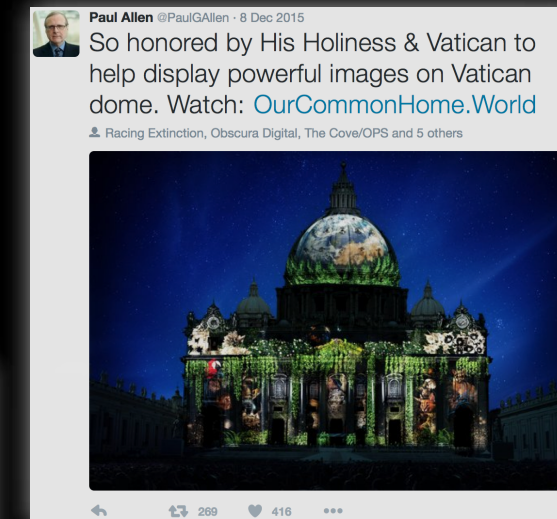 Paul Allen @PaulGAllen · 8 Dec 2015
So honored by His Holiness & Vatican to
help display powerful images on Vatican
dome. Watch: OurCommonHome.World
Racing Extinction, Obscura Digital, The Cove/OPS and 5 others
269 416